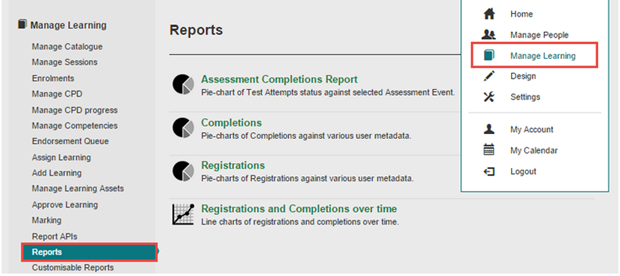 Manage Learning
Manage Catalogue
Manage Sessions
Enrolments
Manage CPD
Manage CPD progress
Manage Competencies
Endorsement Queue
Assign Learning
Add Learning
Manage Learning Assets
Approve Learning
Marking
Report APIs
Reports
Customisable Reports
Reports
Assessment Completions Report
Pie-chart of Test Attempts status against selected Assessment Event.
Completions
Pie-charts of Completions against various user metadata.
Registrations
Pie-charts of Registrations against various user metadata.
Registrations and Completions over time
Line charts of registrations and completions over time.
Home
Manage People
Manage Learning
Design
Settings
My Account
My Calendar
Logout